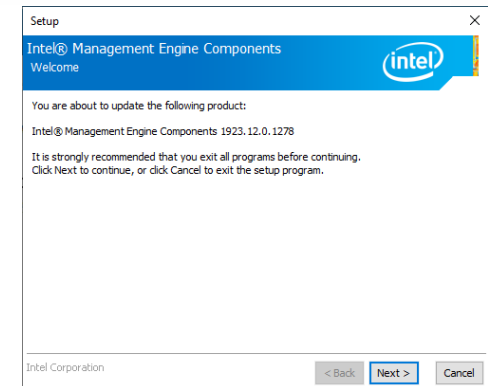 Setup
Intel® Management Engine Components
Welcome
intel
You are about to update the following product:
Intel® Management Engine Components 1923.12.0.1278
It is strongly recommended that you exit all programs before continuing.
Click Next to continue, or click Cancel to exit the setup program.
Intel Corporation
< Back Next > Cancel